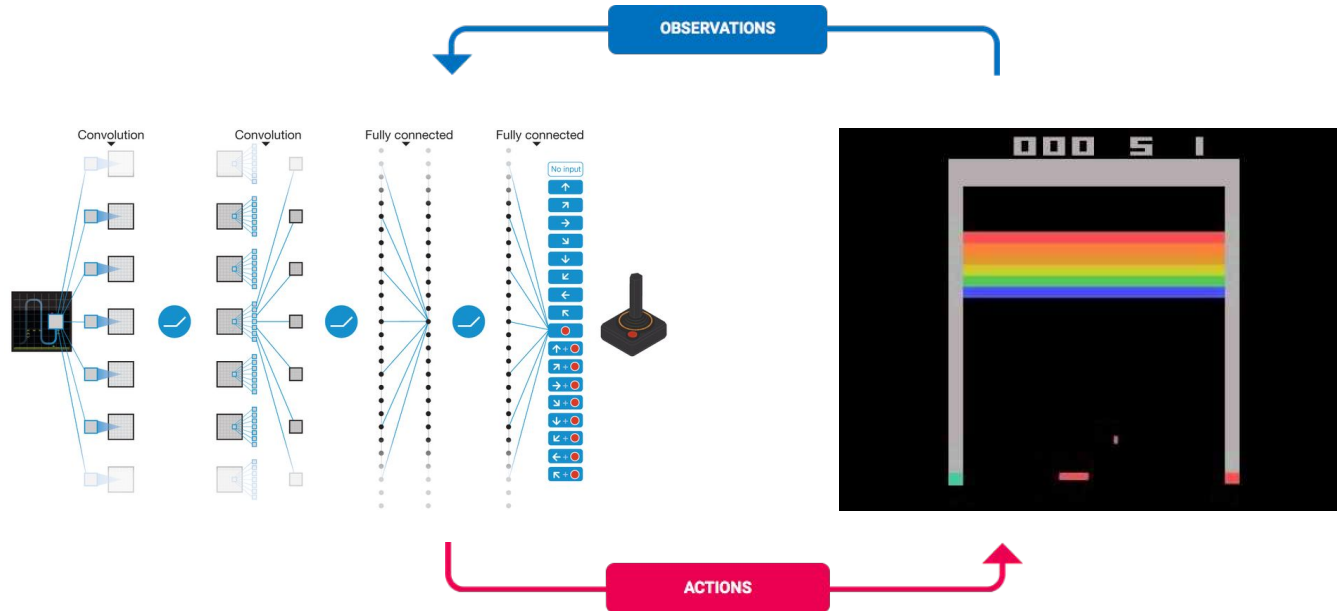 OBSERVATIONS
Convolution
Convolution
Fully connected
Fully connected
No input
↑
↗
→
↘
↓
↙
←
↖
↑+
↗+
→+
↘+
↓+
↙+
←+
↖+
000 5 1
ACTIONS